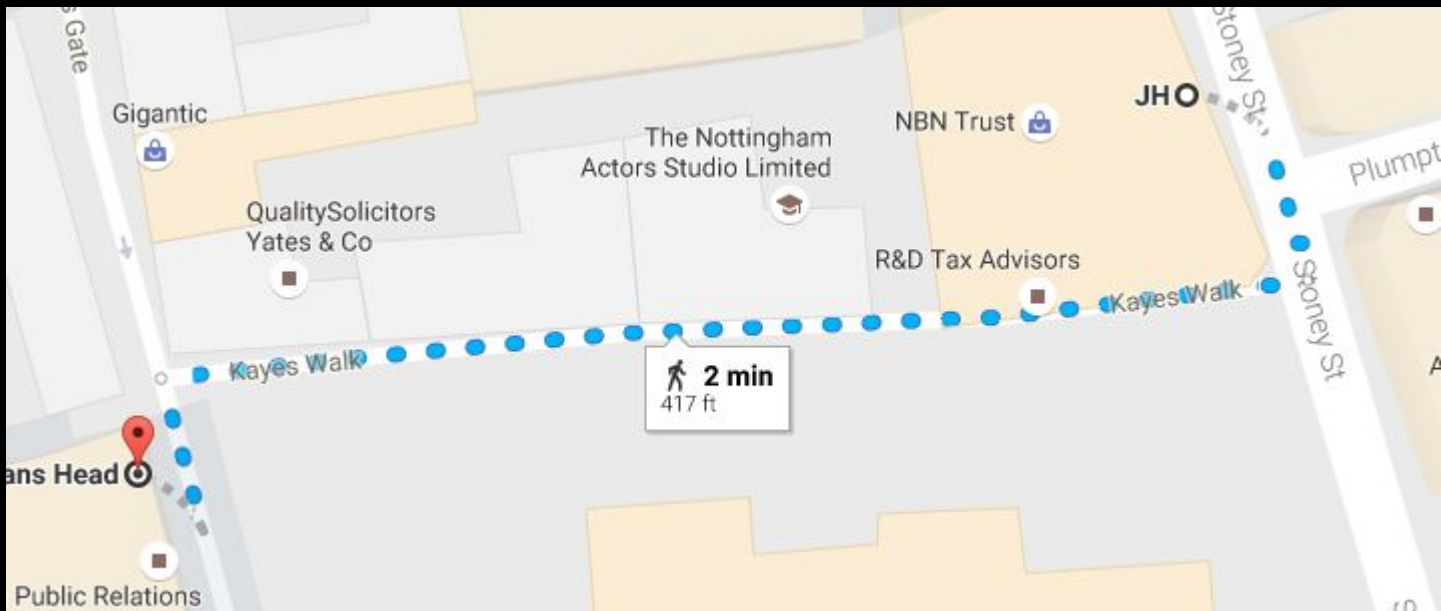 s Gate
Gigantic
QualitySolicitors
Yates & Co
The Nottingham
Actors Studio Limited
NBN Trust
JH
Stoney St
Plumpt
R&D Tax Advisors
Kayes Walk
Kayes Walk
Stoney St
2 min
417 ft
ans Head
Public Relations
A
S